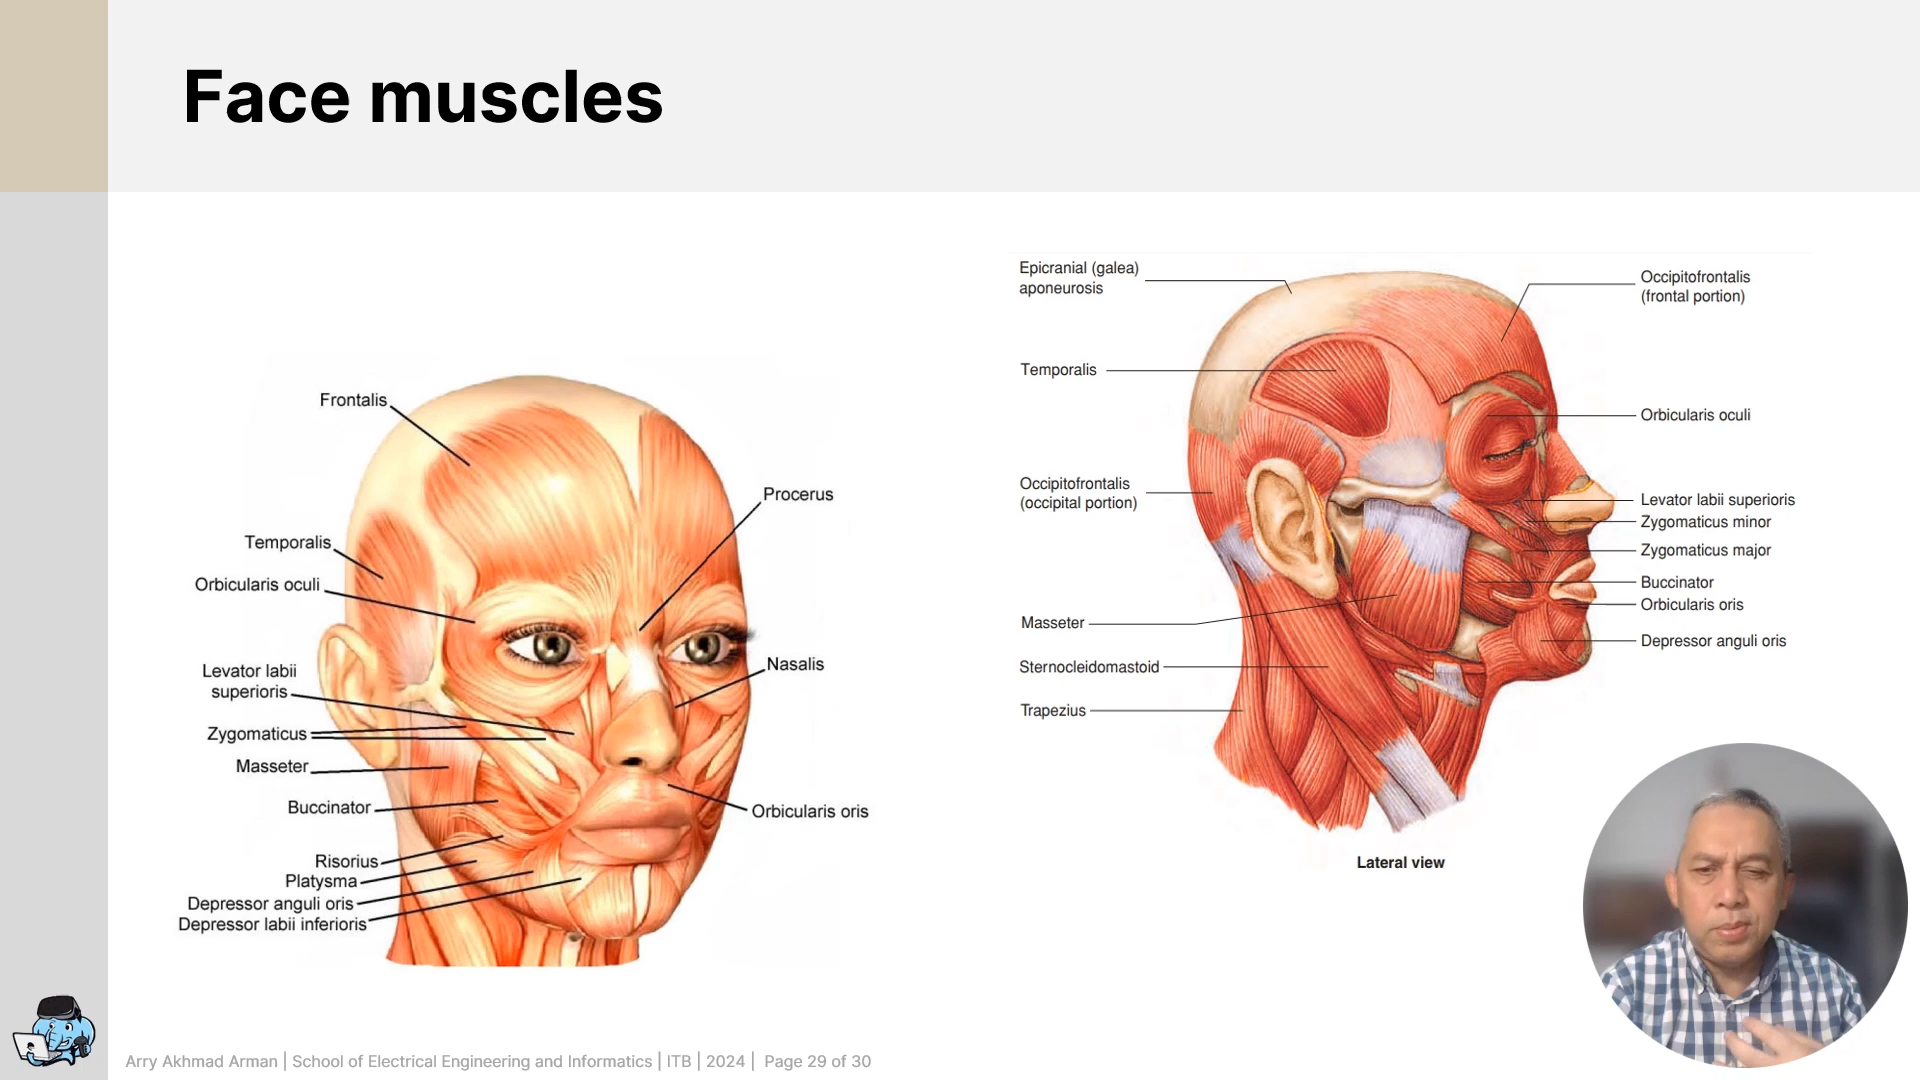 Face muscles
Frontalis
Temporalis
Orbicularis oculi
Levator labii
superioris
Zygomaticus
Masseter
Buccinator
Risorius
Platysma
Depressor anguli oris
Depressor labii inferioris
Procerus
Nasalis
Orbicularis oris
Epicranial (galea)
aponeurosis
Temporalis
Occipitofrontalis
(occipital portion)
Masseter
Sternocleidomastoid
Trapezius
Occipitofrontalis
(frontal portion)
Orbicularis oculi
Levator labii superioris
Zygomaticus minor
Zygomaticus major
Buccinator
Orbicularis oris
Depressor anguli oris
Lateral view
Arry Akhmad Arman | School of Electrical Engineering and Informatics | ITB | 2024 | Page 29 of 30